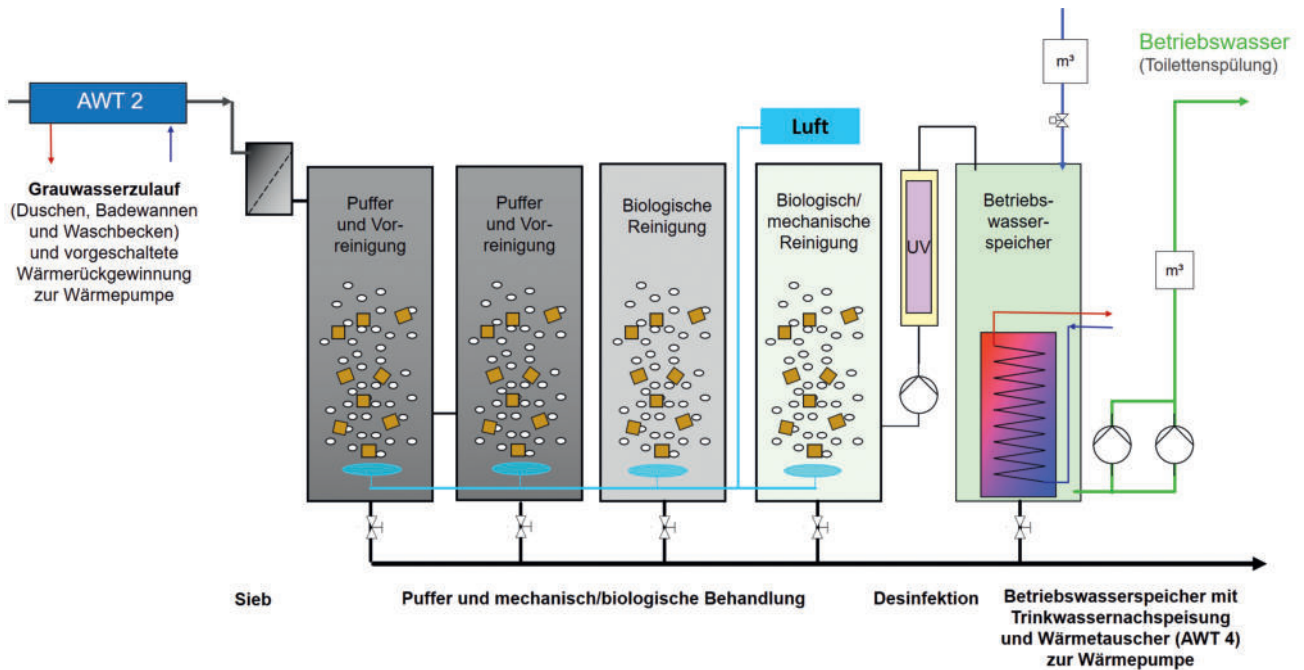 AWT 2
Grauwasserzulauf
(Duschen, Badewannen
und Waschbecken)
und vorgeschaltete
Wärmerückgewinnung
zur Wärmepumpe
Puffer
und Vor-
reinigung
Puffer
und Vor-
reinigung
Biologische
Reinigung
Luft
Biologisch/
mechanische
Reinigung
UV
Betriebs-
wasser-
speicher
m³
Betriebswasser
(Toilettenspülung)
m³
Sieb
Puffer und mechanisch/biologische Behandlung
Desinfektion
Betriebswasserspeicher mit
Trinkwassernachspeisung
und Wärmetauscher (AWT 4)
zur Wärmepumpe